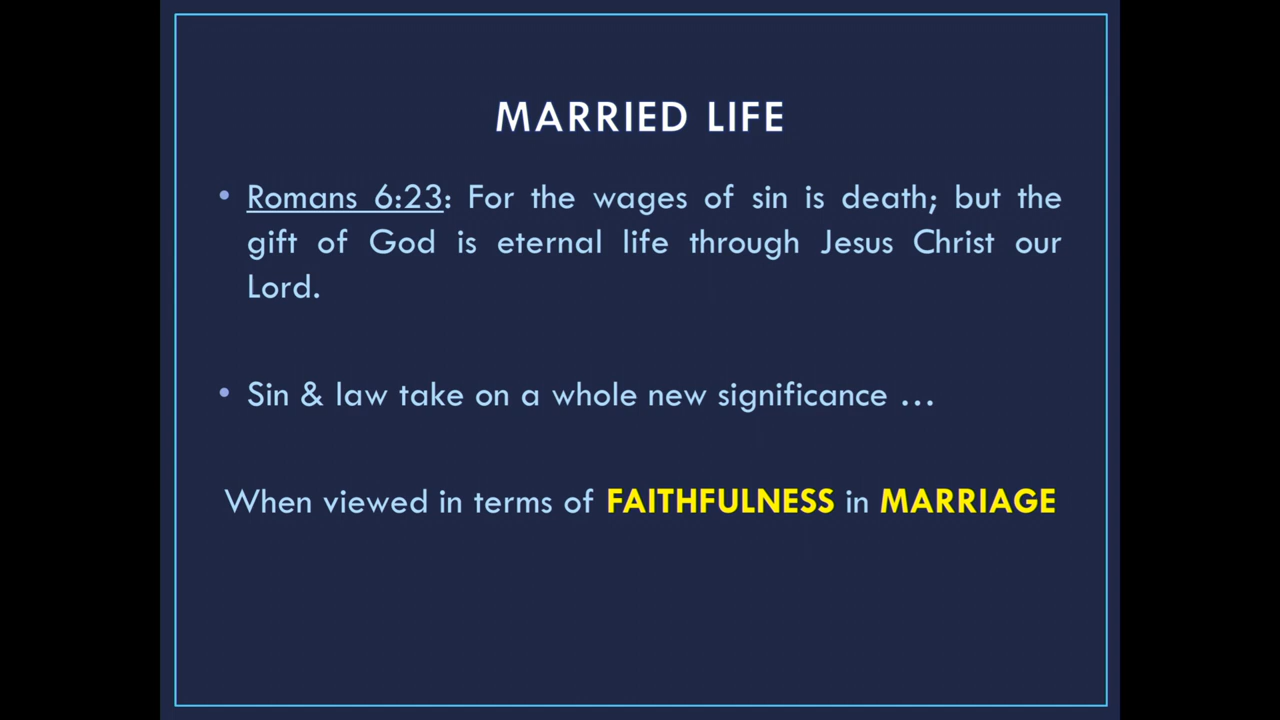 MARRIED LIFE
• Romans 6:23: For the wages of sin is death; but the
gift of God is eternal life through Jesus Christ our
Lord.
• Sin & law take on a whole new significance …
When viewed in terms of FAITHFULNESS in MARRIAGE